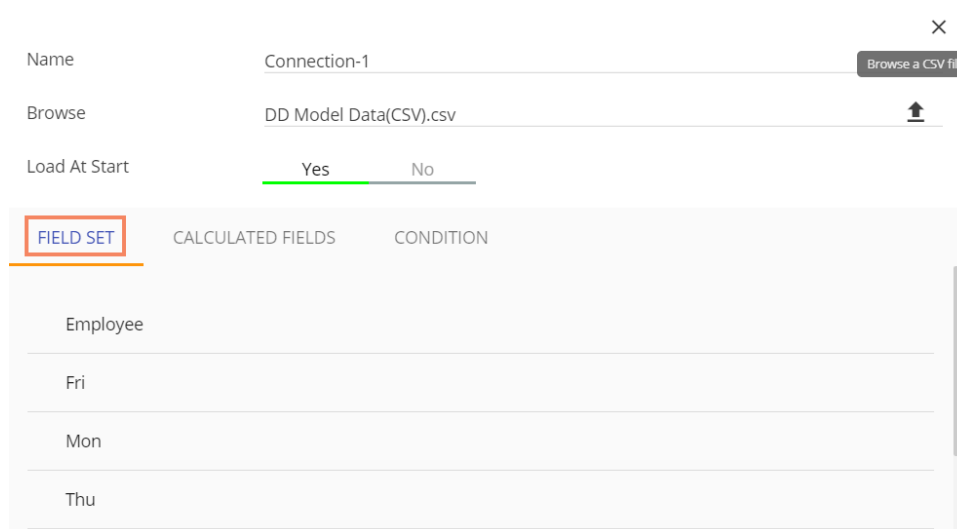 Name Connection-1
Browse a CSV fil
Browse DD Model Data(CSV).csv
Load At Start Yes No
FIELD SET CALCULATED FIELDS CONDITION
Employee
Fri
Mon
Thu